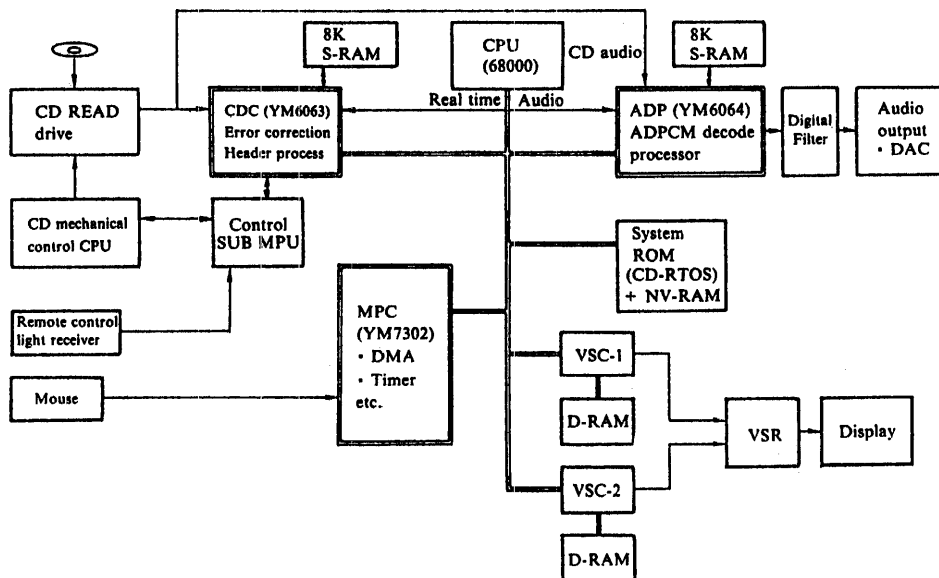 8K
S-RAM
CPU
(68000)
CD audio
8K
S-RAM
CD READ
drive
CDC (YM6063)
Error correction
Header process
Real time
Audio
ADP (YM6064)
ADPCM decode
processor
Digital
Filter
Audio
output
・DAC
CD mechanical
control CPU
Control
SUB MPU
System
ROM
(CD-RTOS)
+ NV-RAM
Remote control
light receiver
MPC
(YM7302)
・DMA
・Timer
etc.
Mouse
VSC-1
D-RAM
VSR
Display
VSC-2
D-RAM